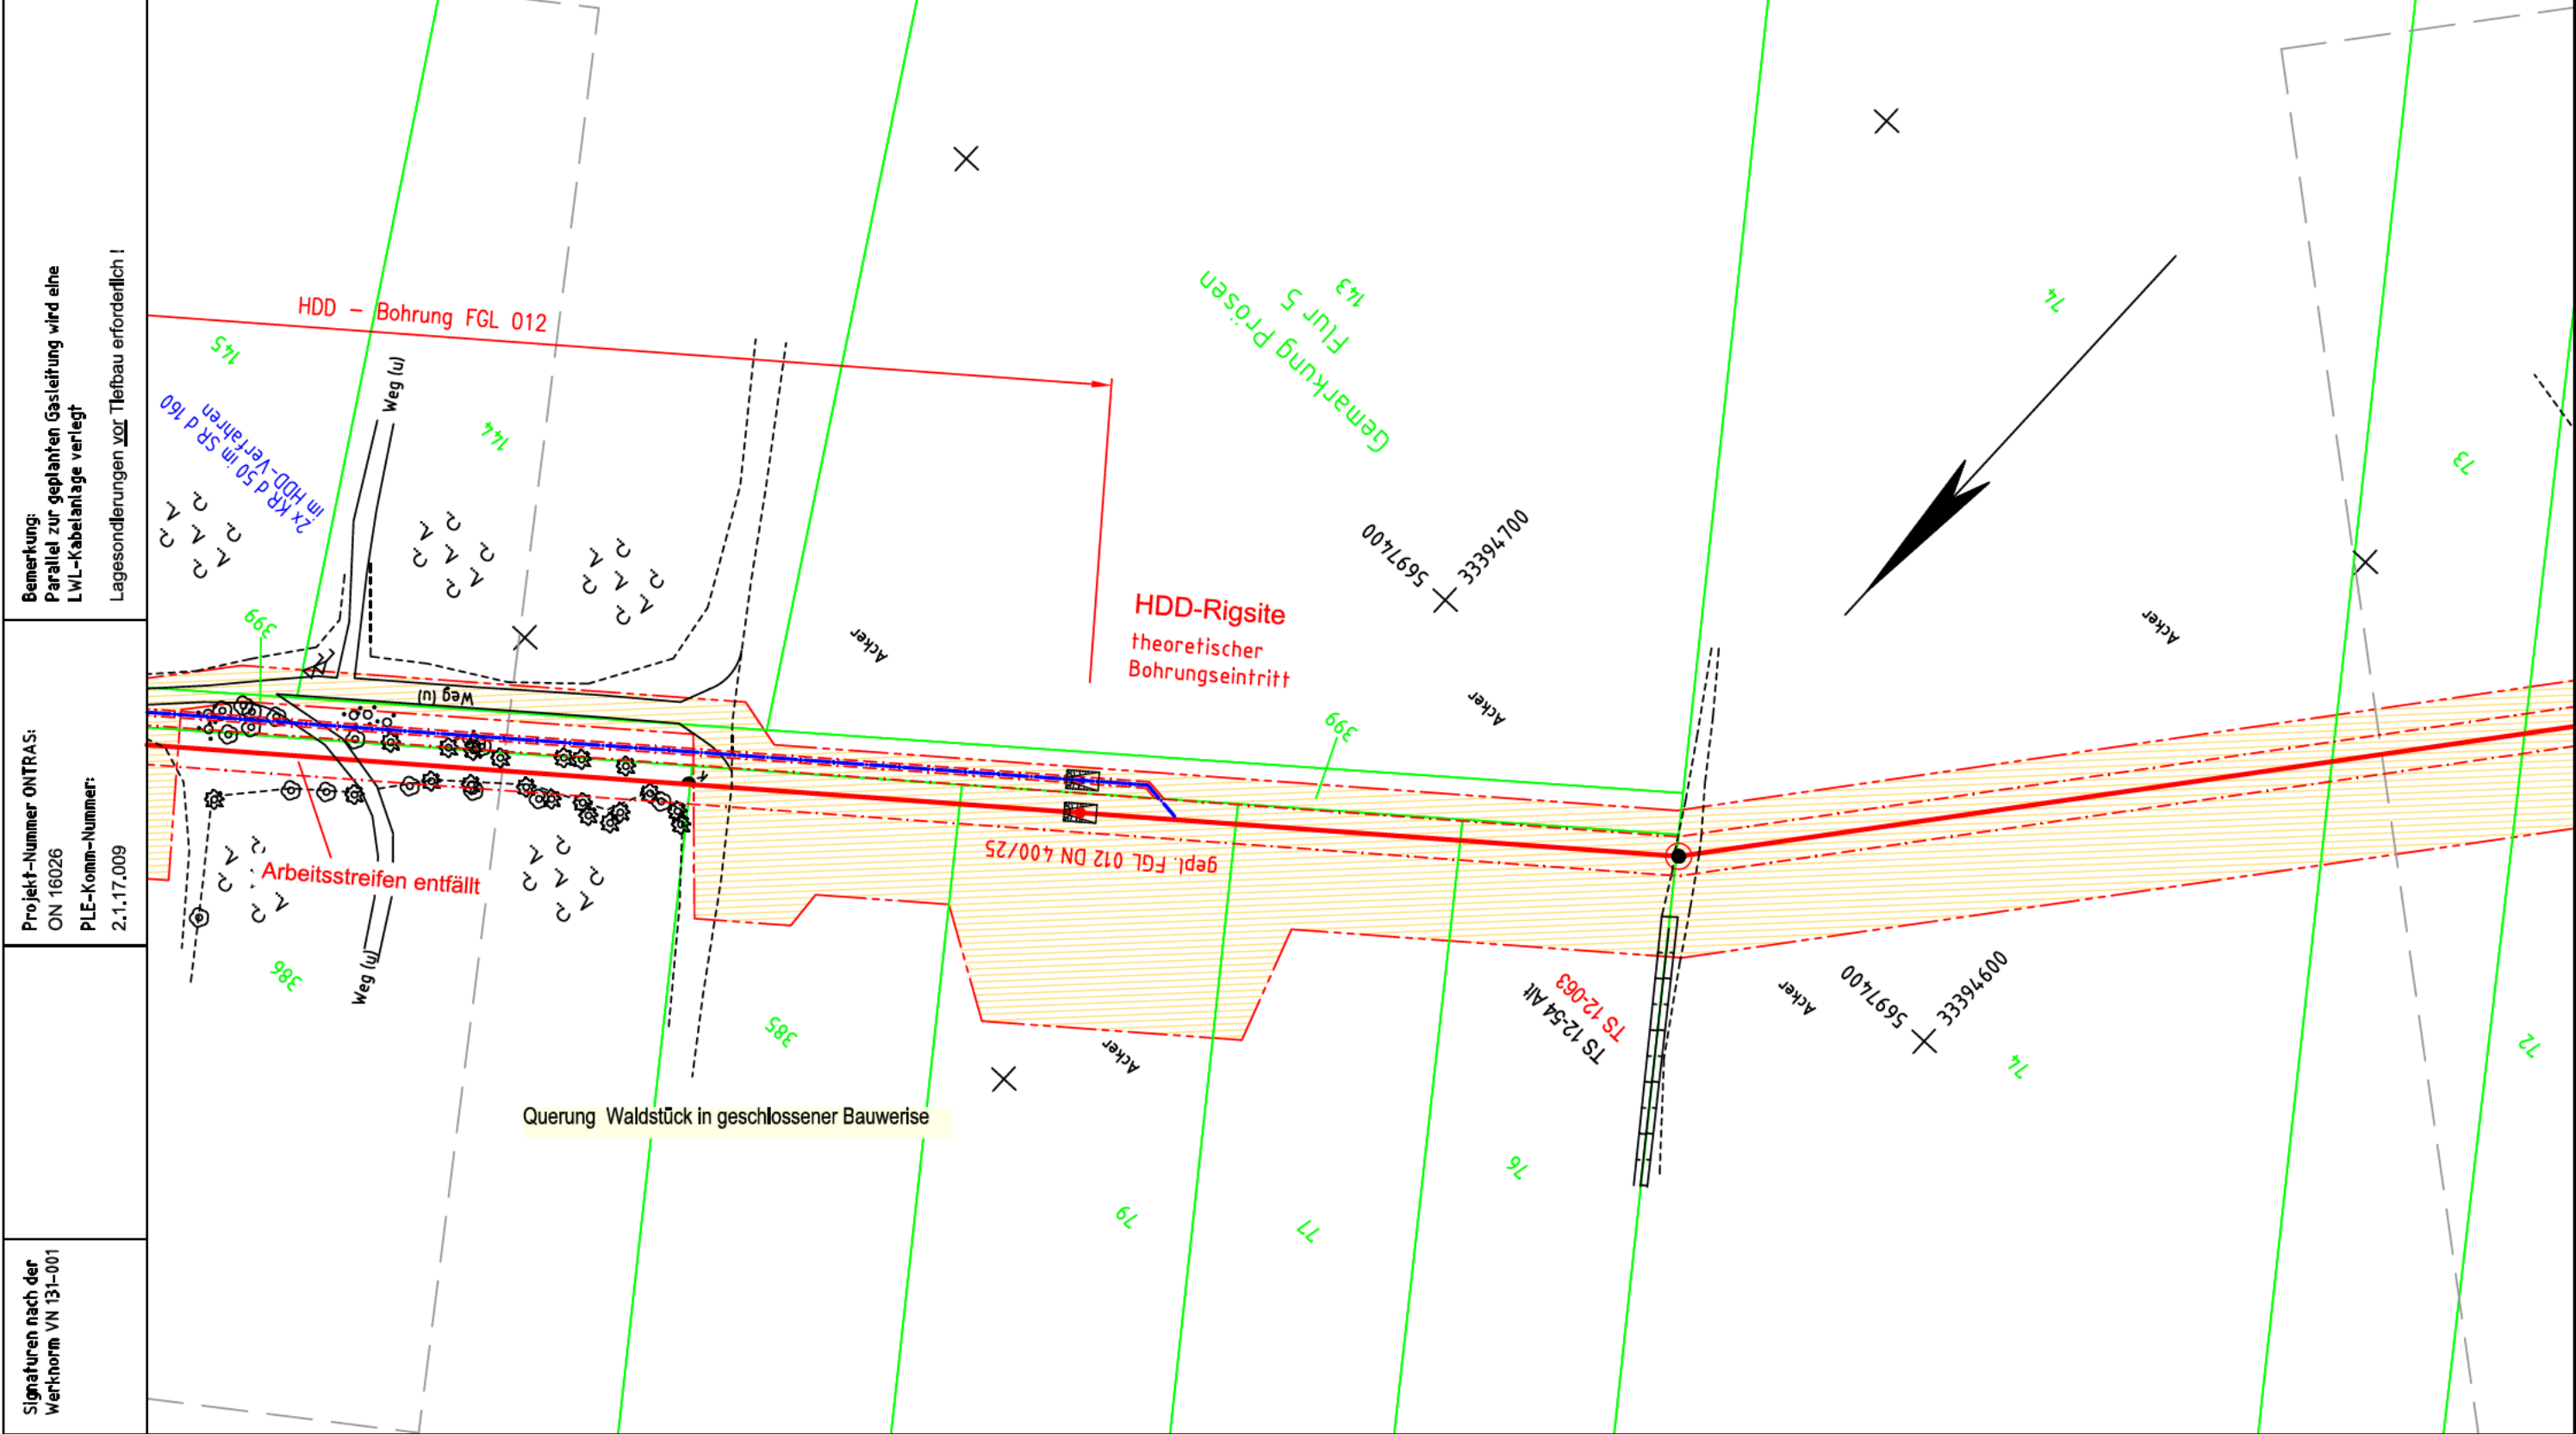 Bemerkung:
Parallel zur geplanten Gasleitung wird eine
LWL-Kabelanlage verlegt
Lagesondierungen vor Tiefbau erforderlich !
Projekt-Nummer ONTRAS:
ON 16026
PLE-Komm-Nummer:
2.1.17.009
Signaturen nach der
Werknorm VN 131-001
HDD - Bohrung FGL 012
145
2x KR d 50 im SR d 160
im HDD-Verfahren
Weg (u)
144
399
Weg (u)
Arbeitsstreifen entfällt
386
Weg (u)
K
Acker
HDD-Rigsite
theoretischer
Bohrungseintritt
Gemarkung Prösen
Flur 5
143
5697400
33394700
Acker
399
gepl. FGL 012 DN 400/25
385
Acker
Querung Waldstück in geschlossener Bauwerise
79
77
76
TS 12-54 Alt
TS 12-063
Acker
5697400
33394600
74
74
Acker
73
72